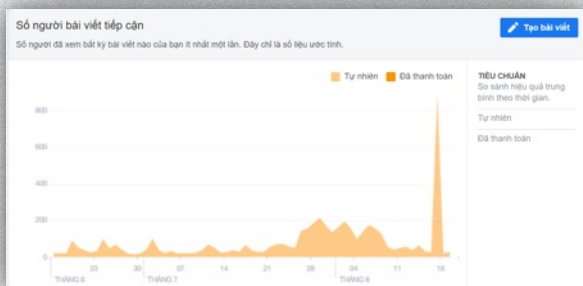 Số người bài viết tiếp cận
Tạo bài viết
Số người đã xem bất kỳ bài viết nào của bạn ít nhất một lần. Đây chỉ là số liệu ước tính.
Tự nhiên
Đã thanh toán
TIÊU CHUẨN
So sánh hiệu quả trung
bình theo thời gian.
Tự nhiên
Đã thanh toán
800
600
400
200
0
23
30
07
14
21
28
04
11
18
THÁNG 6
THÁNG 7
THÁNG 8